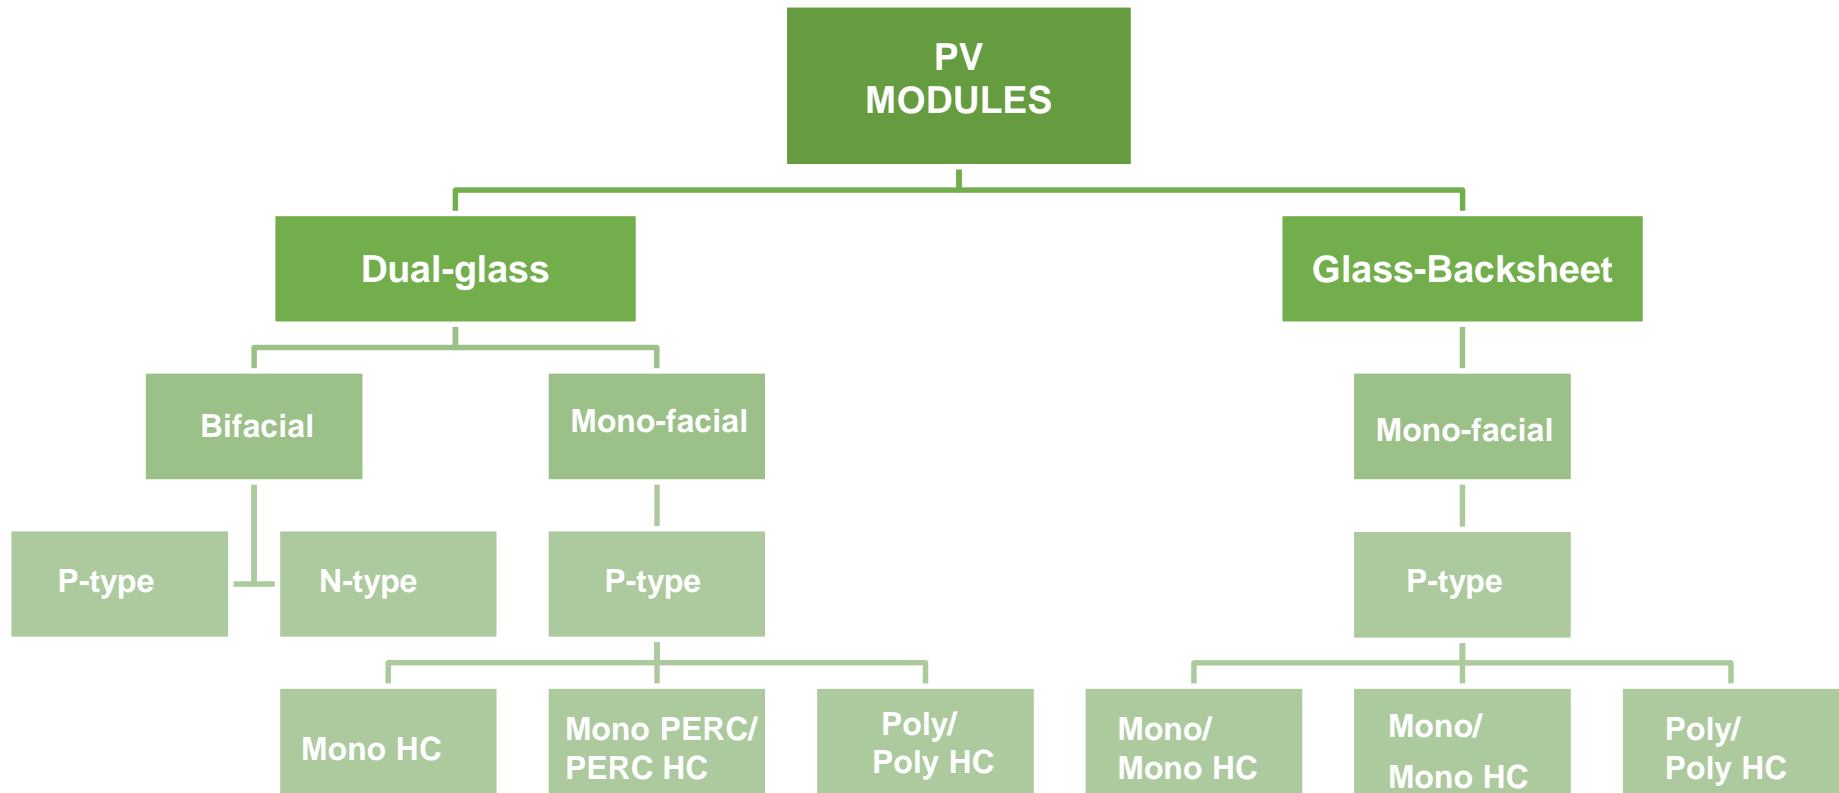 PV
MODULES
Dual-glass
Glass-Backsheet
Bifacial
Mono-facial
Mono-facial
P-type
N-type
P-type
P-type
Mono HC
Mono PERC/
PERC HC
Poly/
Poly HC
Mono/
Mono HC
Mono/
Mono HC
Poly/
Poly HC